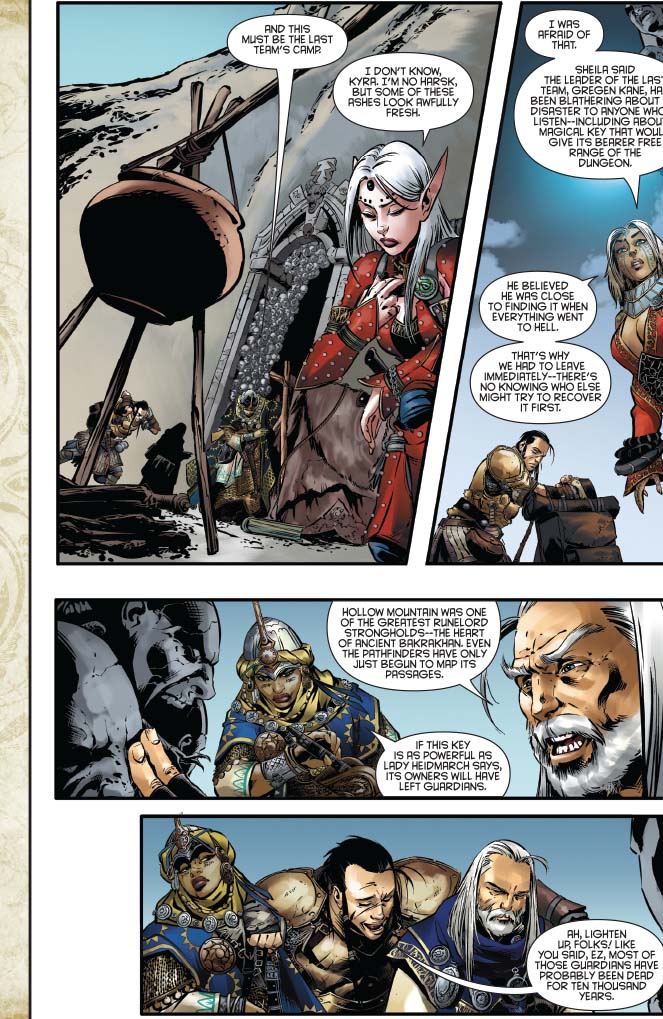 AND THIS
MUST BE THE LAST
TEAM'S CAMP.
I DON'T KNOW,
KYRA. I'M NO HARSK,
BUT SOME OF THESE
ASHES LOOK AWFULLY
FRESH.
I WAS
AFRAID OF
THAT.
SHEILA SAID
THE LEADER OF THE LAST
TEAM, GREGEN KANE, HA
BEEN BLATHERING ABOUT
DISASTER TO ANYONE WHO
LISTEN--INCLUDING ABOU
MAGICAL KEY THAT WOUL
GIVE ITS BEARER FREE
RANGE OF THE
DUNGEON.
HE BELIEVED
HE WAS CLOSE
TO FINDING IT WHEN
EVERYTHING WENT
TO HELL.
THAT'S WHY
WE HAD TO LEAVE
IMMEDIATELY--THERE'S
NO KNOWING WHO ELSE
MIGHT TRY TO RECOVER
IT FIRST.
HOLLOW MOUNTAIN WAS ONE
OF THE GREATEST RUNELORD
STRONGHOLDS--THE HEART
OF ANCIENT BAKRAKHAN. EVEN
THE PATHFINDERS HAVE ONLY
JUST BEGUN TO MAP ITS
PASSAGES.
IF THIS KEY
IS AS POWERFUL AS
LADY HEIDMARCH SAYS,
ITS OWNERS WILL HAVE
LEFT GUARDIANS.
AH, LIGHTEN
UP, FOLKS! LIKE
YOU SAID, EZ, MOST OF
THOSE GUARDIANS HAVE
PROBABLY BEEN DEAD
FOR TEN THOUSAND
YEARS.